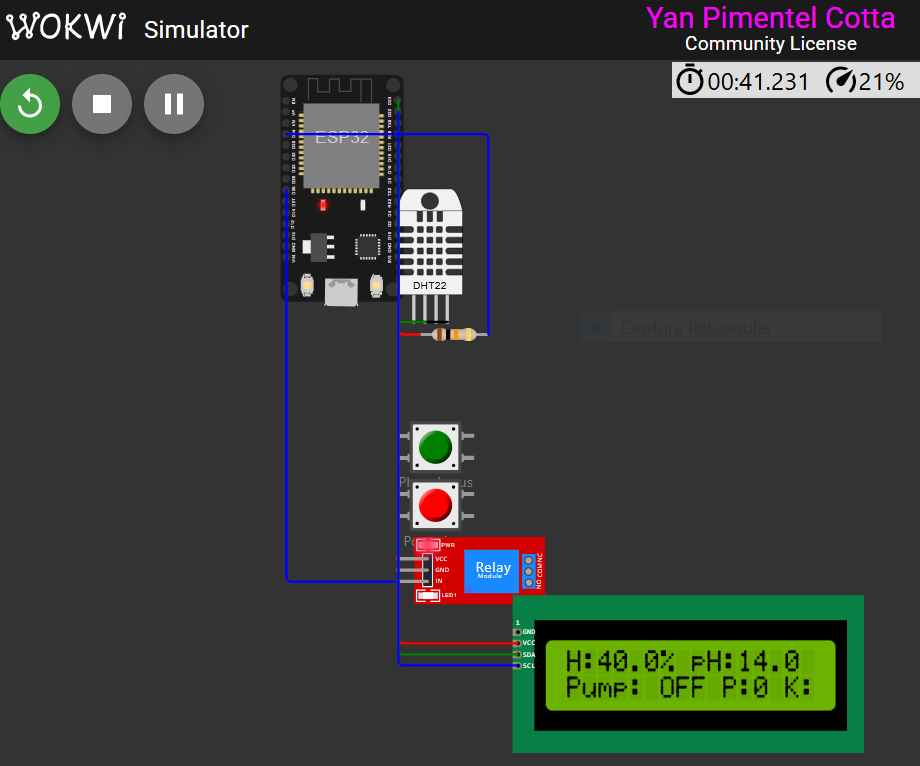 WOKWI Simulator
Yan Pimentel Cotta
Community License
00:41.231 21%
ESP32
DHT22
Captura Retangular
PWR
VCC
GND
IN
LED1
Relay
Module
NO COM NC
1
GND
VCC
SDA
SCL
H:40.0% pH:14.0
Pump: OFF P:0 K: